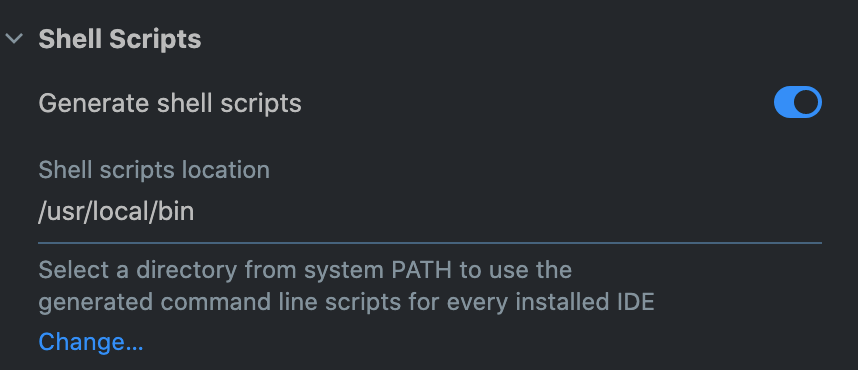 Shell Scripts
Generate shell scripts
Shell scripts location
/usr/local/bin
Select a directory from system PATH to use the
generated command line scripts for every installed IDE
Change...